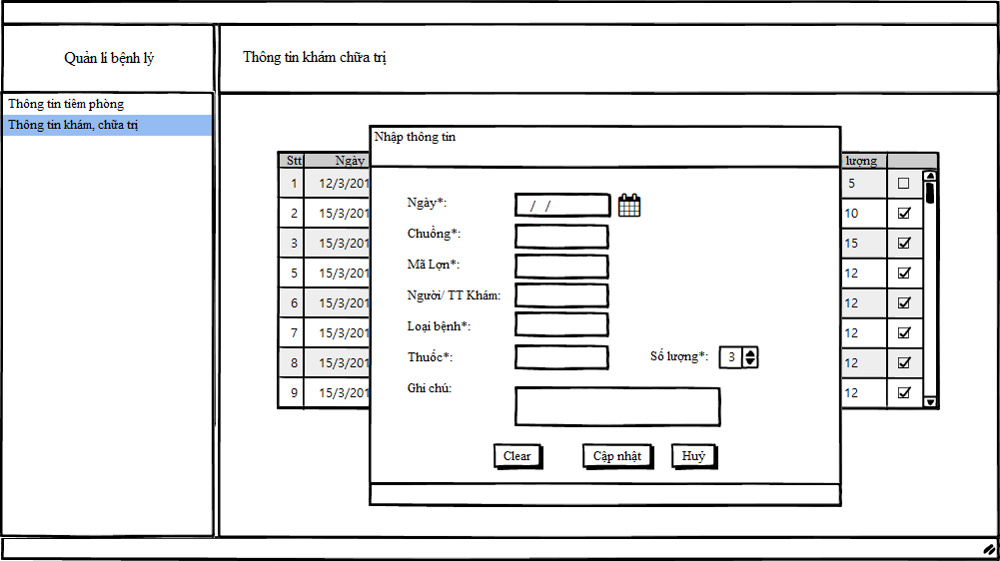 Quản lí bệnh lý
Thông tin khám chữa trị
Thông tin tiêm phòng
Thông tin khám, chữa trị
Nhập thông tin
Stt Ngày lượng
1 12/3/201 5
2 15/3/201 10
3 15/3/201 15
5 15/3/201 12
6 15/3/201 12
7 15/3/201 12
8 15/3/201 12
9 15/3/201 12
Ngày*: / /
Chuồng*:
Mã Lợn*:
Người/ TT Khám:
Loại bệnh*:
Thuốc*: Số lượng*: 3
Ghi chú:
Clear Cập nhật Huỷ